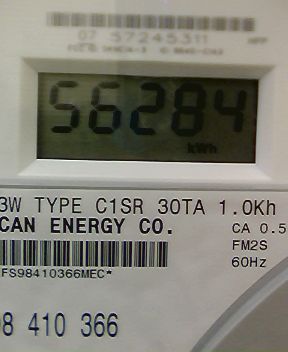 07 57245311
56284
kWh
3W TYPE C1SR 30TA 1.0Kh
CAN ENERGY CO.
CA 0.5
FM2S
60Hz
FS98410366MEC*
98 410 366